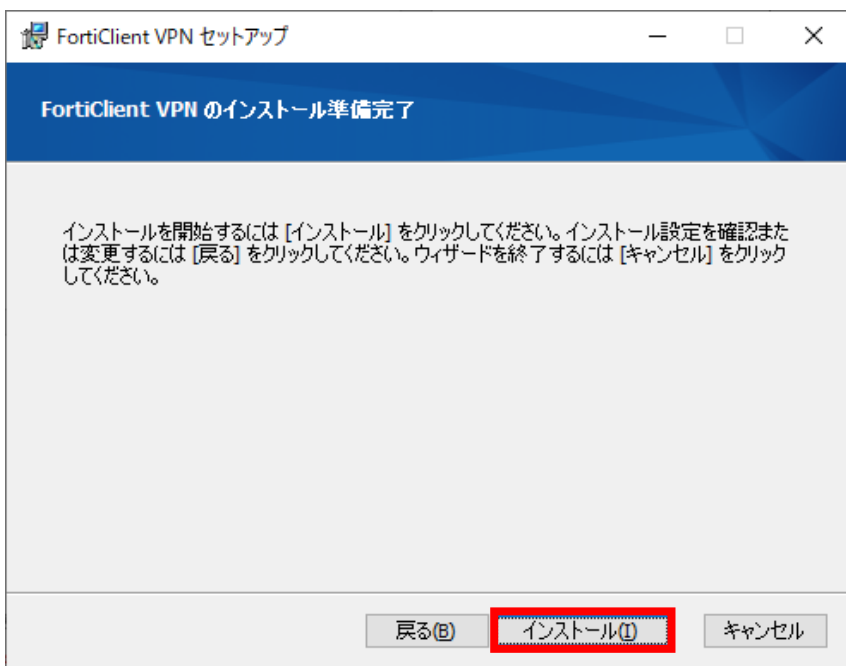 FortiClient VPN セットアップ
FortiClient VPN のインストール準備完了
インストールを開始するには [インストール] をクリックしてください。インストール設定を確認また
は変更するには [戻る] をクリックしてください。ウィザードを終了するには [キャンセル] をクリック
してください。
戻る(B)
インストール(I)
キャンセル